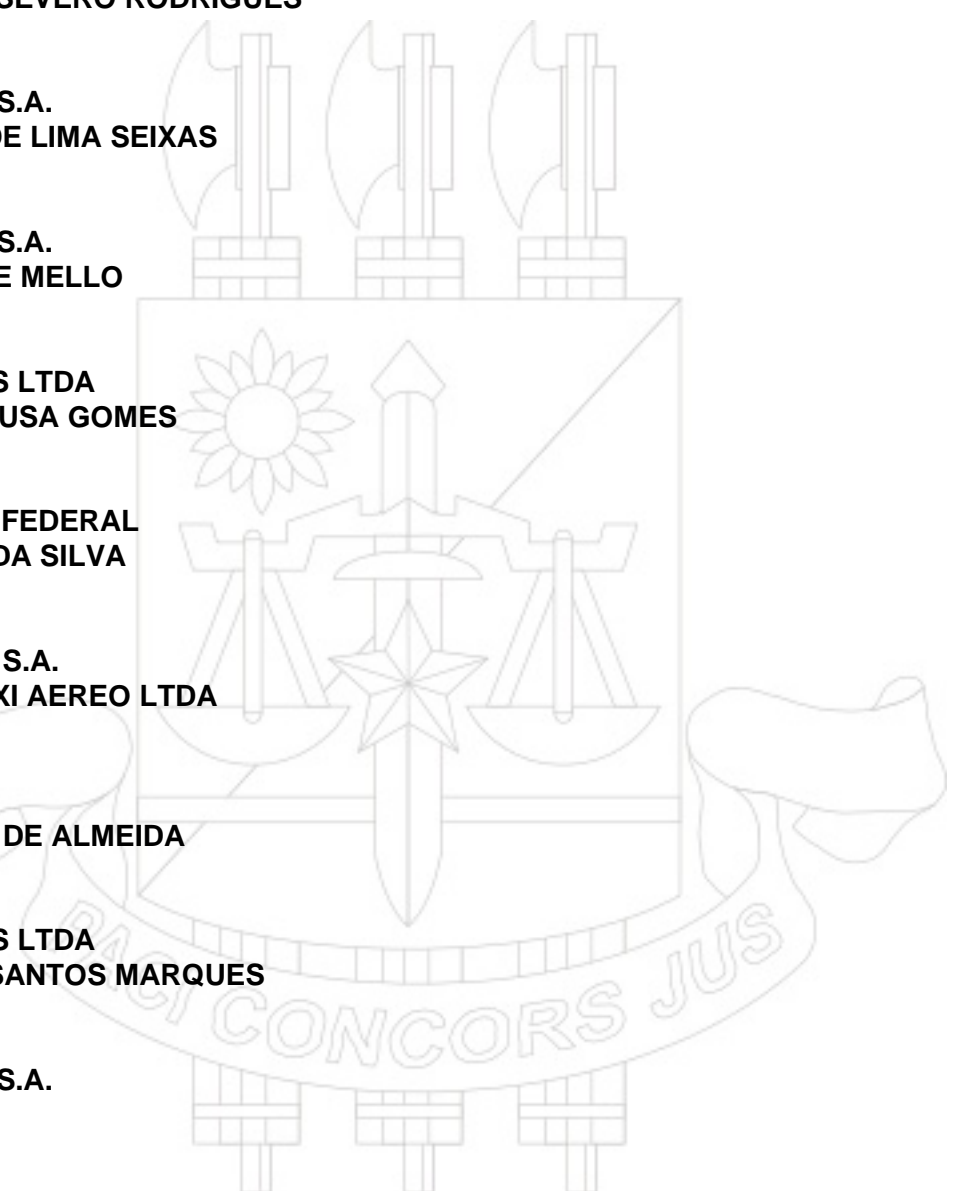 SEVERO RODRIGUES
S.A.
DE LIMA SEIXAS
S.A.
E MELLO
S LTDA
USA GOMES
FEDERAL
DA SILVA
S.A.
XI AEREO LTDA
DE ALMEIDA
S LTDA
SANTOS MARQUES
PACI CONCORS JUS
S.A.